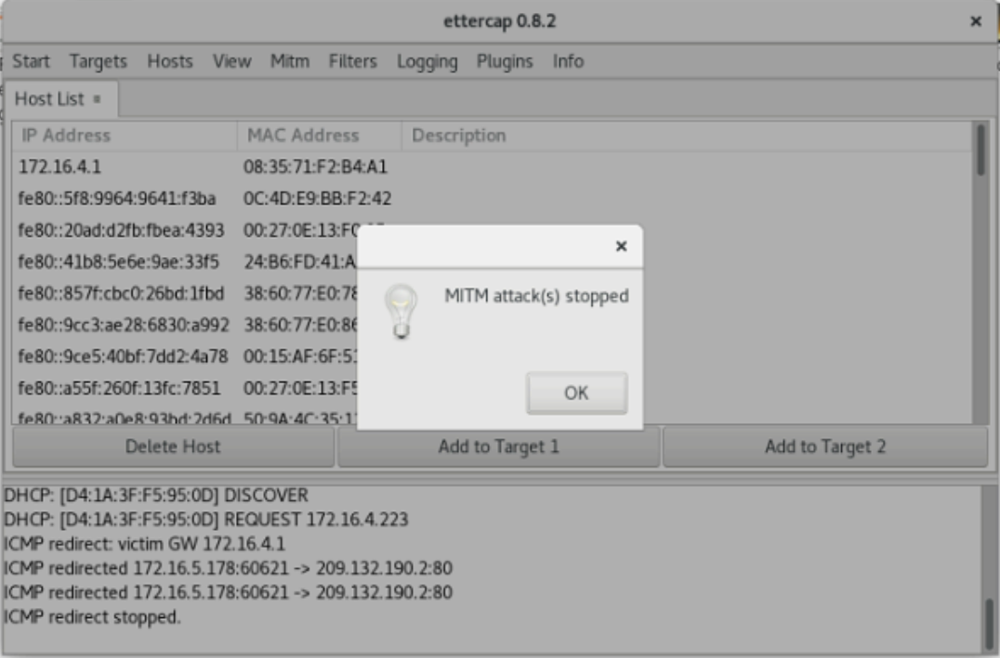 ettercap 0.8.2
Start Targets Hosts View Mitm Filters Logging Plugins Info
Host List
IP Address MAC Address Description
172.16.4.1 08:35:71:F2:B4:A1
fe80::5f8:9964:9641:f3ba 0C:4D:E9:BB:F2:42
fe80::20ad:d2fb:fbea:4393 00:27:0E:13:F
fe80::41b8:5e6e:9ae:33f5 24:B6:FD:41:A
fe80::857f:cbc0:26bd:1fbd 38:60:77:E0:78
fe80::9cc3:ae28:6830:a992 38:60:77:E0:86
fe80::9ce5:40bf:7dd2:4a78 00:15:AF:6F:5
fe80::a55f:260f:13fc:7851 00:27:0E:13:F5
fe80::a832:a0e8:93bd:2d6d 50:9A:4C:35:1
MITM attack(s) stopped
OK
Delete Host Add to Target 1 Add to Target 2
DHCP: [D4:1A:3F:F5:95:0D] DISCOVER
DHCP: [D4:1A:3F:F5:95:0D] REQUEST 172.16.4.223
ICMP redirect: victim GW 172.16.4.1
ICMP redirected 172.16.5.178:60621 -> 209.132.190.2:80
ICMP redirected 172.16.5.178:60621 -> 209.132.190.2:80
ICMP redirect stopped.